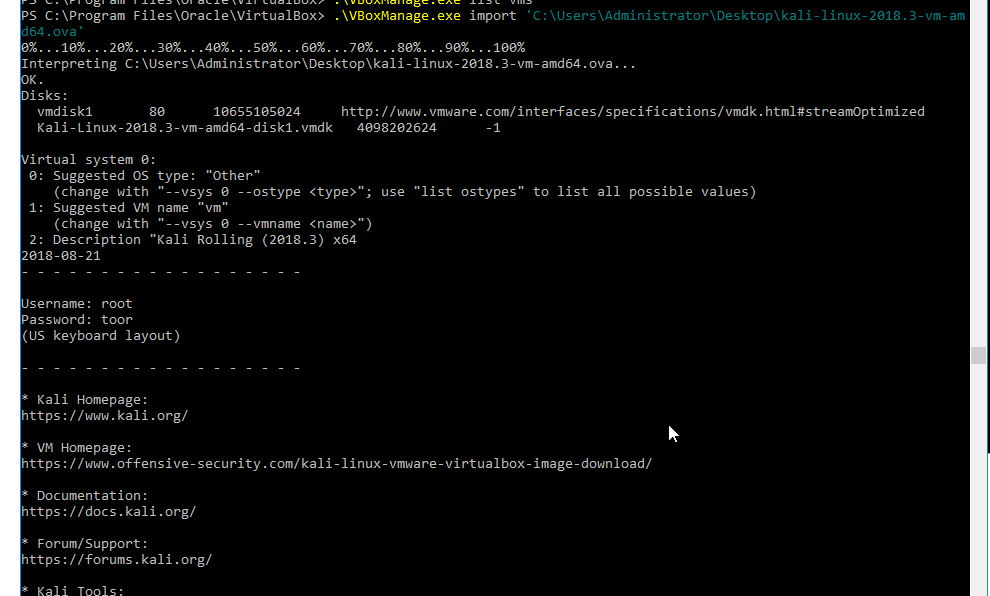 PS C:\Program Files\Oracle\VirtualBox> .\VBoxManage.exe list vms
PS C:\Program Files\Oracle\VirtualBox> .\VBoxManage.exe import 'C:\Users\Administrator\Desktop\kali-linux-2018.3-vm-am
d64.ova'
0%...10%...20%...30%...40%...50%...60%...70%...80%...90%...100%
Interpreting C:\Users\Administrator\Desktop\kali-linux-2018.3-vm-amd64.ova...
OK.
Disks:
  vmdisk1       80      10655105024     http://www.vmware.com/interfaces/specifications/vmdk.html#streamOptimized
  Kali-Linux-2018.3-vm-amd64-disk1.vmdk   4098202624      -1

Virtual system 0:
 0: Suggested OS type: "Other"
    (change with "--vsys 0 --ostype <type>"; use "list ostypes" to list all possible values)
 1: Suggested VM name "vm"
    (change with "--vsys 0 --vmname <name>")
 2: Description "Kali Rolling (2018.3) x64
2018-08-21
- - - - - - - - - - - - - - - - - -

Username: root
Password: toor
(US keyboard layout)

- - - - - - - - - - - - - - - - - -

* Kali Homepage:
https://www.kali.org/

* VM Homepage:
https://www.offensive-security.com/kali-linux-vmware-virtualbox-image-download/

* Documentation:
https://docs.kali.org/

* Forum/Support:
https://forums.kali.org/

* Kali Tools: